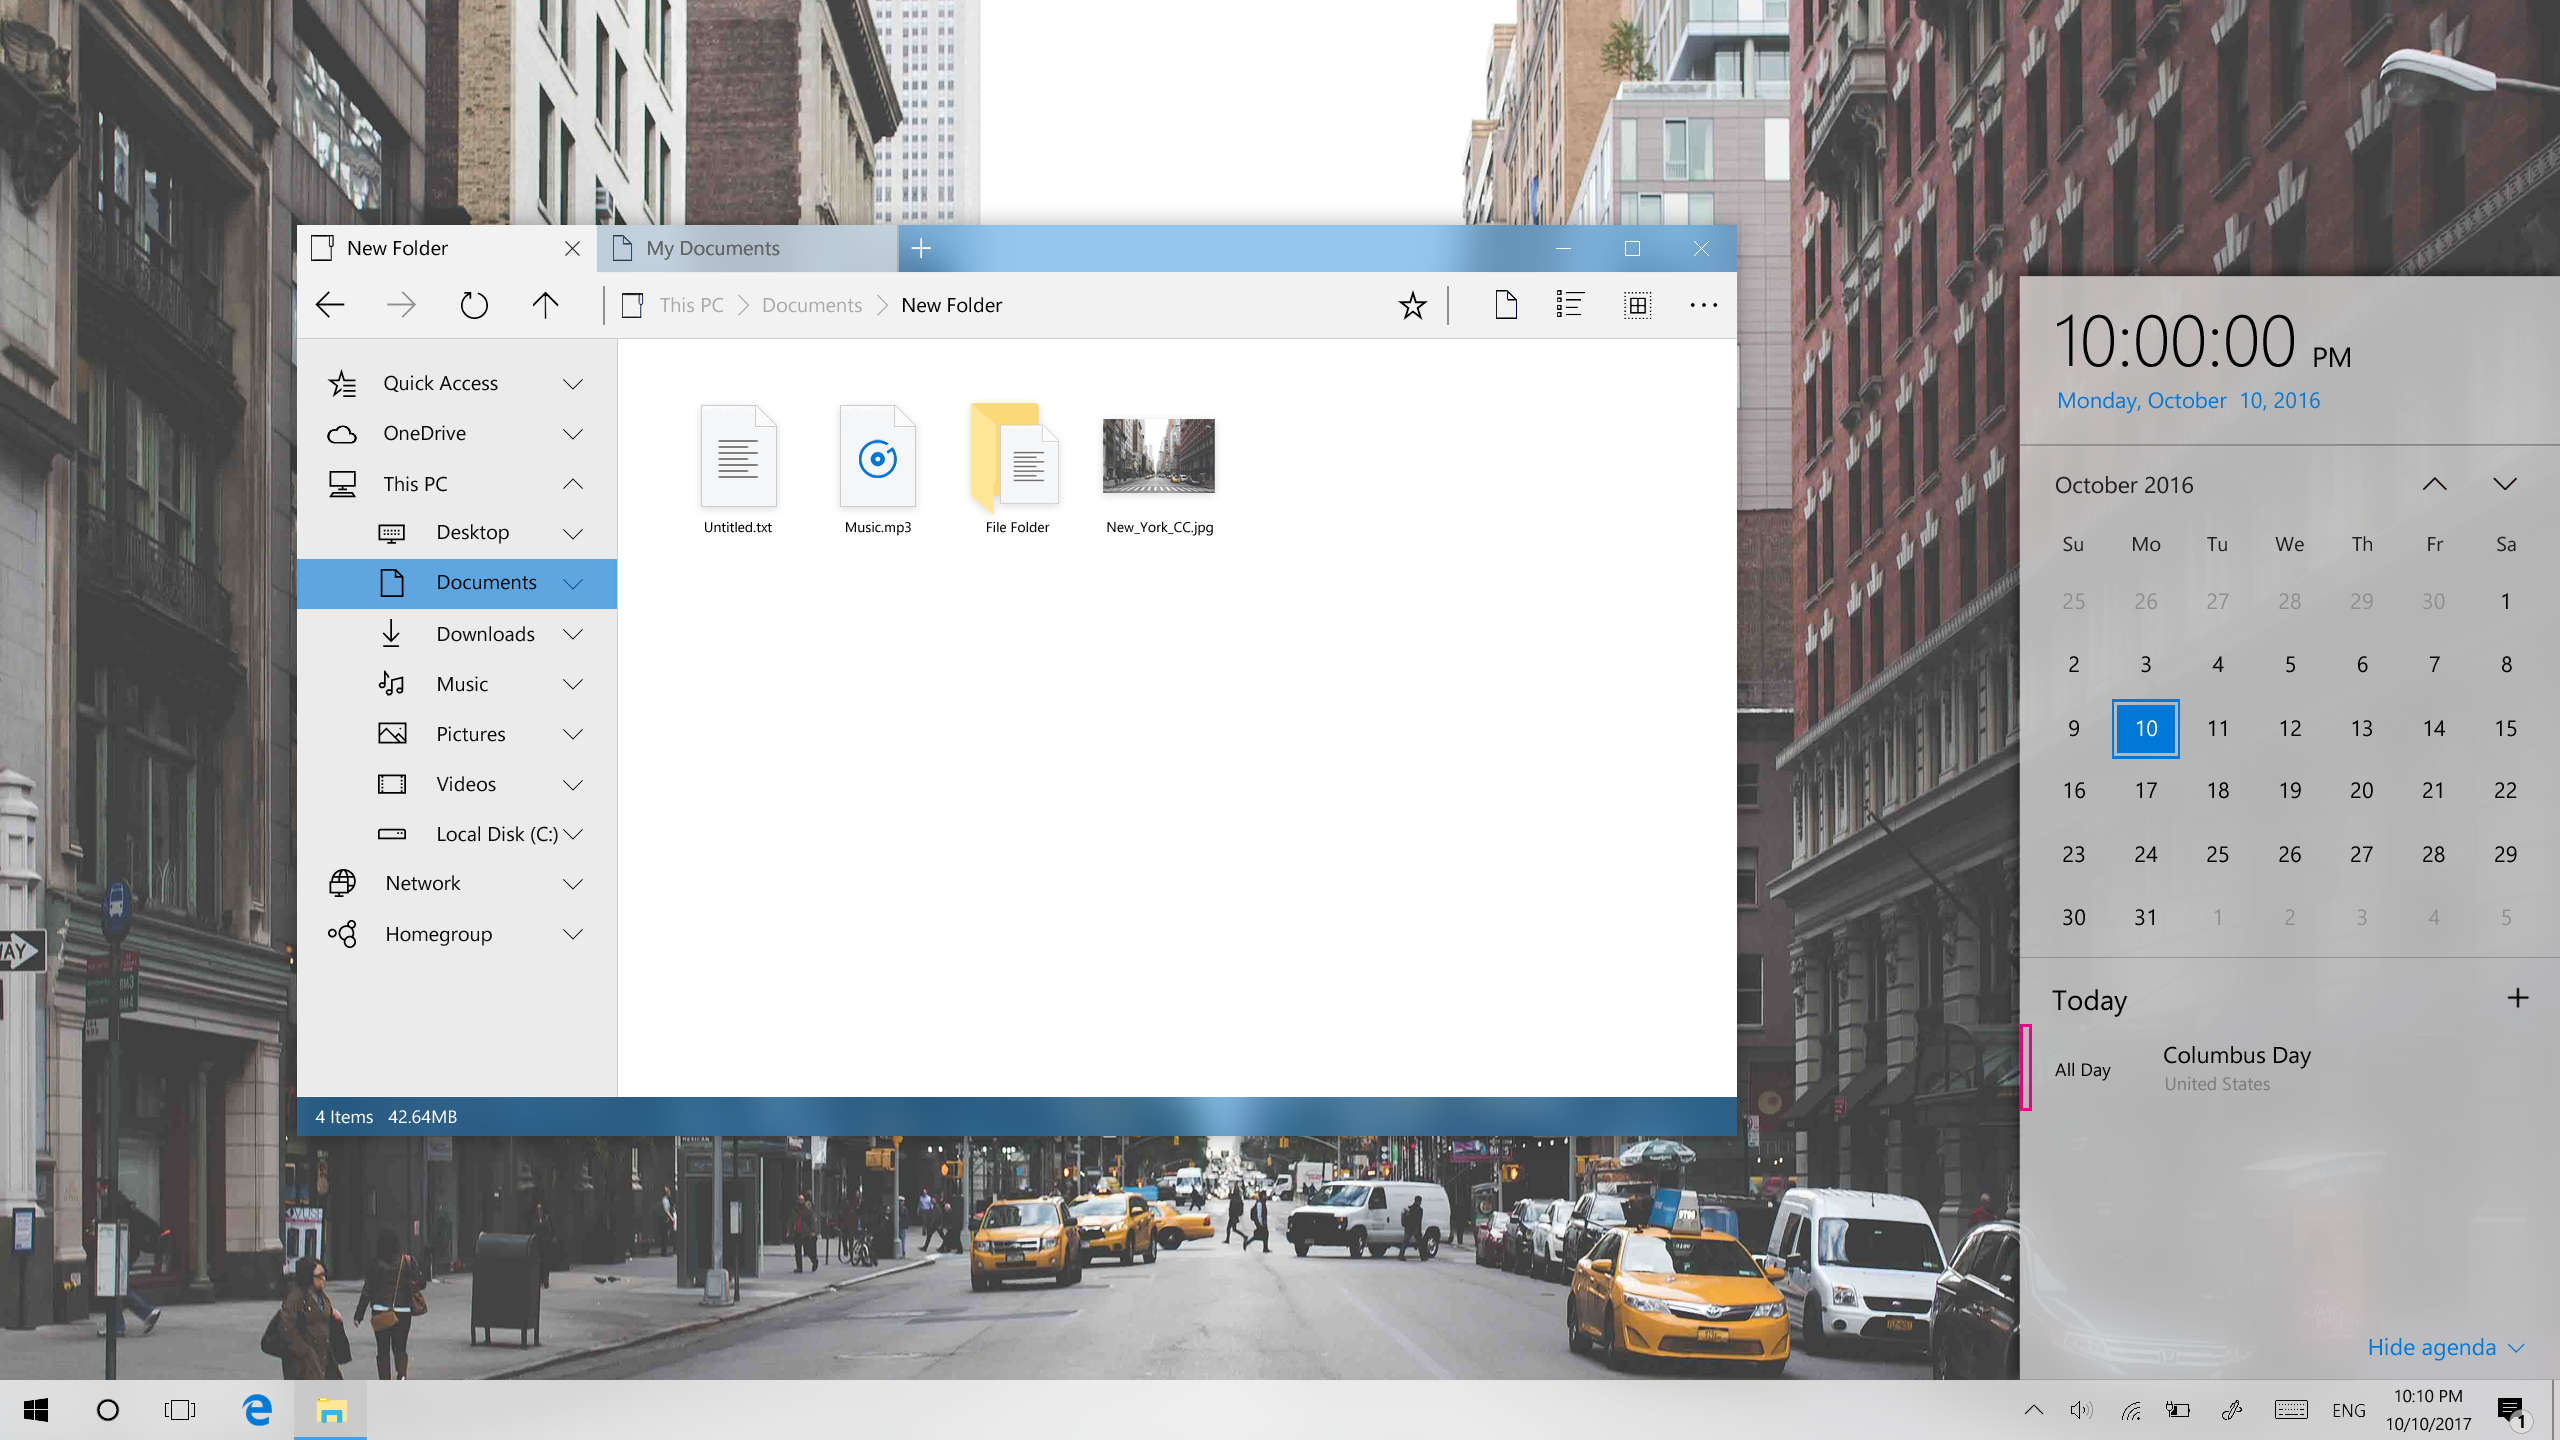 New Folder
My Documents
This PC
Documents
New Folder
Quick Access
OneDrive
This PC
Desktop
Documents
Downloads
Music
Pictures
Videos
Local Disk (C:)
Network
Homegroup
Untitled.txt
Music.mp3
File Folder
New_York_CC.jpg
4 Items 42.64MB
10:00:00 PM
Monday, October 10, 2016
October 2016
Su Mo Tu We Th Fr Sa
25 26 27 28 29 30 1
2 3 4 5 6 7 8
9 10 11 12 13 14 15
16 17 18 19 20 21 22
23 24 25 26 27 28 29
30 31 1 2 3 4 5
Today
All Day
Columbus Day
United States
Hide agenda
ENG
10:10 PM
10/10/2017
1